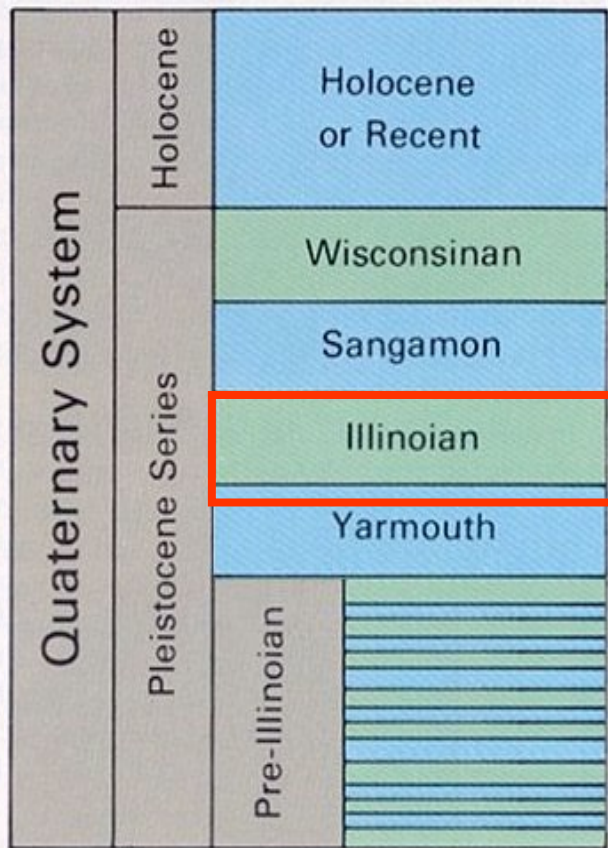 Quaternary System
Holocene
Pleistocene Series
Holocene
or Recent
Wisconsinan
Sangamon
Illinoian
Yarmouth
Pre-Illinoian